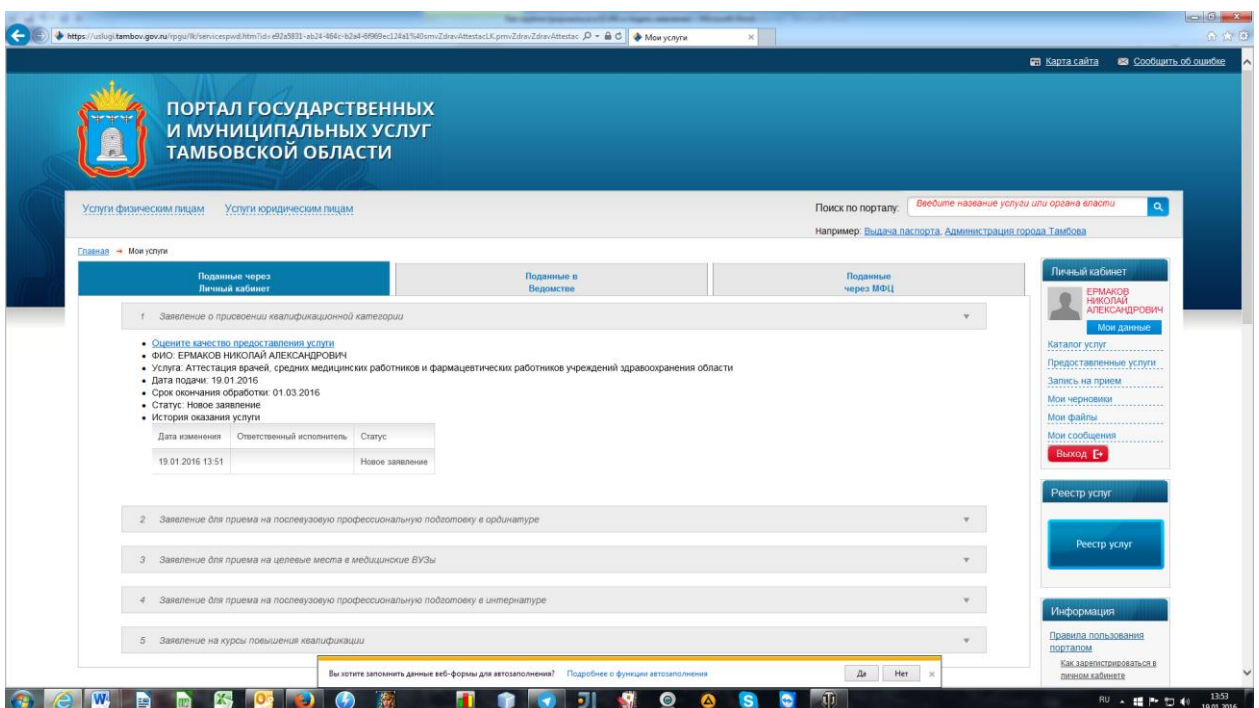 https://uslugi.tambov.gov.ru/rpgu/lk/servicespwd.htm?id=e92a5831-ab24-464c-b2a4-6f969ec124a1%40smvZdravAttestacLK.pmvZdravZdravAttestac
Мои услуги
Карта сайта
Сообщить об ошибке
ПОРТАЛ ГОСУДАРСТВЕННЫХ
И МУНИЦИПАЛЬНЫХ УСЛУГ
ТАМБОВСКОЙ ОБЛАСТИ
Услуги физическим лицам Услуги юридическим лицам
Поиск по порталу: Введите название услуги или органа власти
Например: Выдача паспорта, Администрация города Тамбова
Главная → Мои услуги
Поданные через
Личный кабинет
Поданные в
Ведомстве
Поданные
через МФЦ
1 Заявление о присвоении квалификационной категории
Оцените качество предоставления услуги
ФИО: ЕРМАКОВ НИКОЛАЙ АЛЕКСАНДРОВИЧ
Услуга: Аттестация врачей, средних медицинских работников и фармацевтических работников учреждений здравоохранения области
Дата подачи: 19.01.2016
Срок окончания обработки: 01.03.2016
Статус: Новое заявление
История оказания услуги
Дата изменения Ответственный исполнитель Статус
19.01.2016 13:51 Новое заявление
2 Заявление для приема на послевузовую профессиональную подготовку в ординатуре
3 Заявление для приема на целевые места в медицинские ВУЗы
4 Заявление для приема на послевузовую профессиональную подготовку в интернатуре
5 Заявление на курсы повышения квалификации
Личный кабинет
ЕРМАКОВ
НИКОЛАЙ
АЛЕКСАНДРОВИЧ
Мои данные
Каталог услуг
Предоставленные услуги
Запись на прием
Мои черновики
Мои файлы
Мои сообщения
Выход
Реестр услуг
Реестр услуг
Информация
Правила пользования
порталом
Как зарегистрироваться в
личном кабинете
Вы хотите запомнить данные веб-формы для автозаполнения? Подробнее о функции автозаполнения Да Нет
RU 13:53
19.01.2016